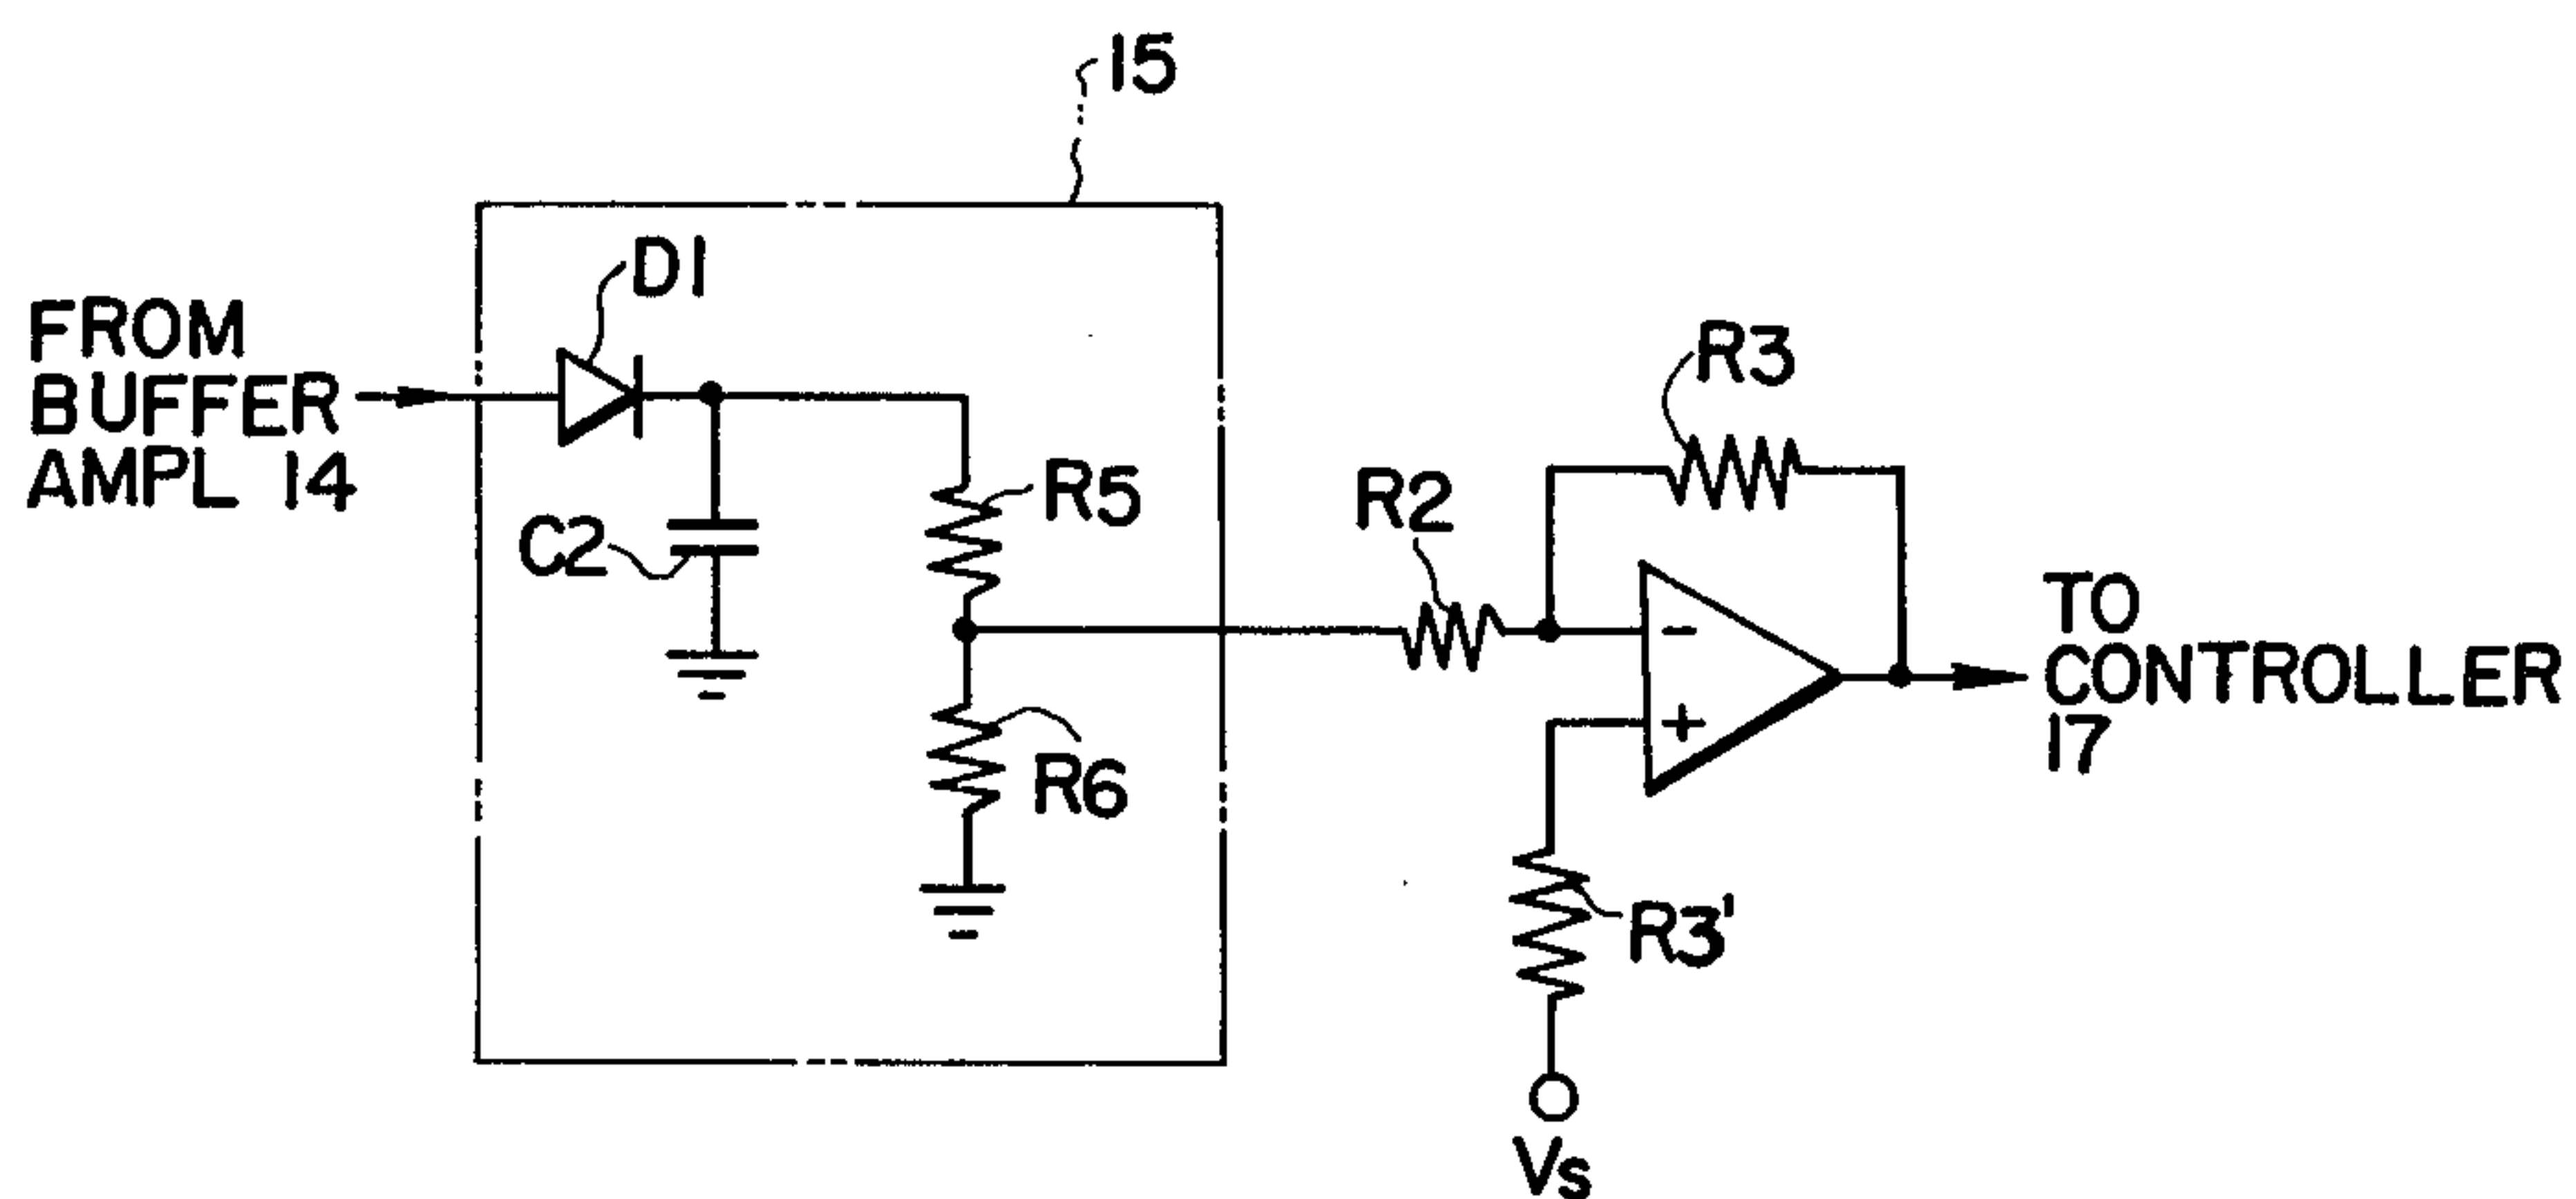 15
D1
FROM
BUFFER
AMPL 14
C2
R5
R6
R2
R3
-
+
R3'
Vs
TO
CONTROLLER
17